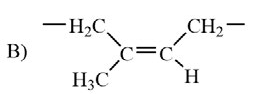 —H₂C CH₂—
B) C=C
H₃C H